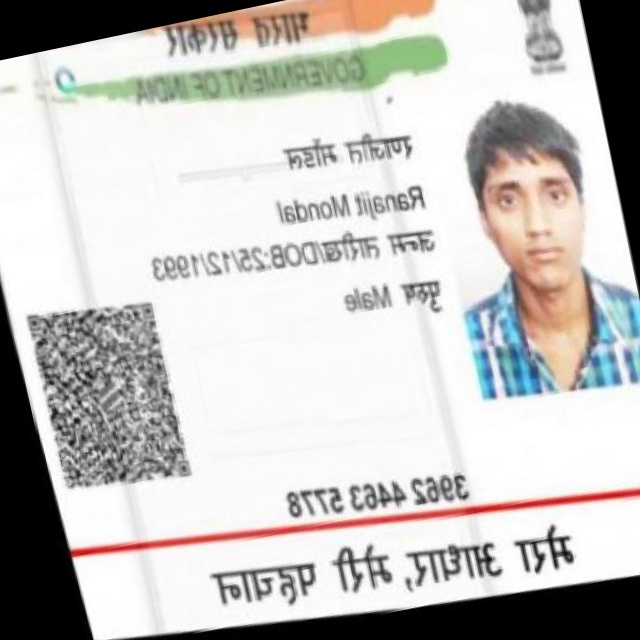 भारत सरकार
GOVERNMENT OF INDIA
रणजीत
Ranajit Mondal
जन्म तारीख/DOB:25/12/1993
पुरुष Male
3962 4463 5778
मेरा आधार, मेरी पहचान